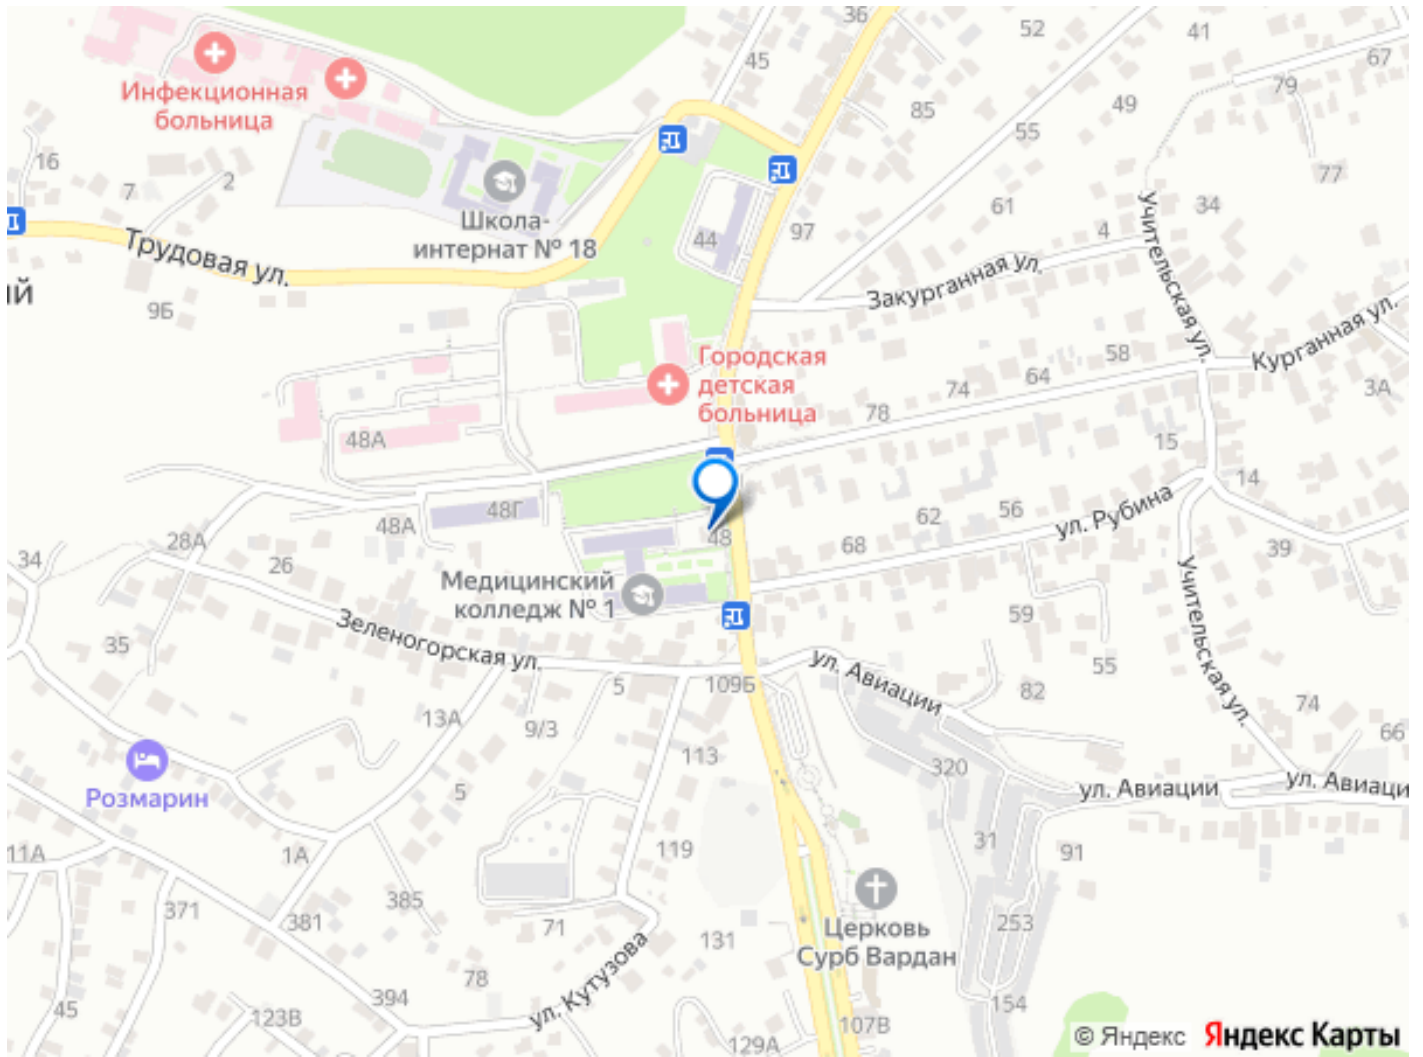 36
52
41
45
67
79
Инфекционная
больница
85
49
55
16
7
2
77
Школа-
интернат № 18
61
34
Учительская ул.
4
97
44
Трудовая ул.
Закурганная ул.
ий
9Б
Курганная ул.
58
Городская
детская
больница
64
74
78
3А
48А
15
14
48Г
48А
28А
34
26
48
68
62
56
ул. Рубина
39
Медицинский
колледж № 1
Учительская ул.
59
35
Зеленогорская ул.
55
5
109Б
ул. Авиации
82
74
13А
9/3
113
66
320
5
Розмарин
ул. Авиации
ул. Авиаци
31
11А
1А
119
91
385
371
381
71
Церковь
Сурб Вардан
253
131
ул. Кутузова
78
394
154
45
123В
129А
107В
© Яндекс Яндекс Карты